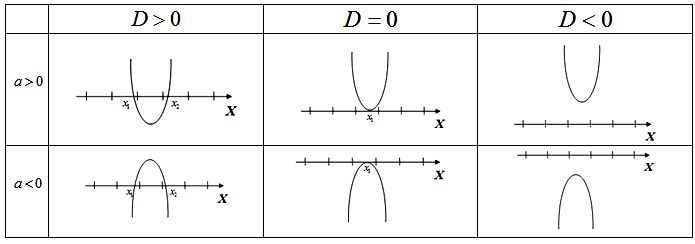 D > 0 D = 0 D < 0
a > 0
x₁ x₂ X
x₁ X
X
a < 0
x₁ x₂ X
x₁ X
X